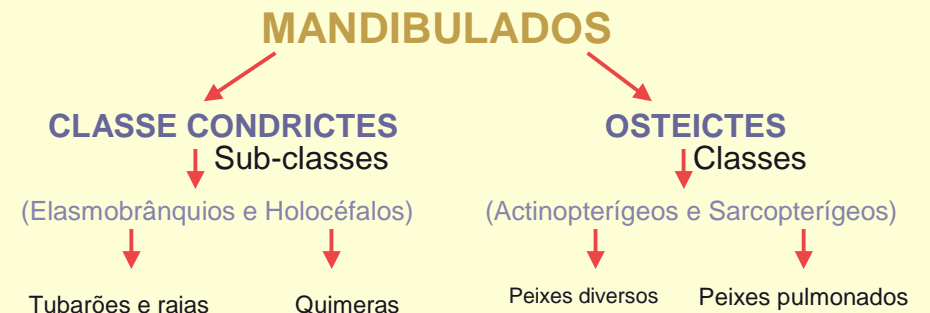 MANDIBULADOS
CLASSE CONDRICTES OSTEICTES
Sub-classes Classes
(Elasmobrânquios e Holocéfalos) (Actinopterígeos e Sarcopterígeos)
Tubarões e raias Quimeras Peixes diversos Peixes pulmonados